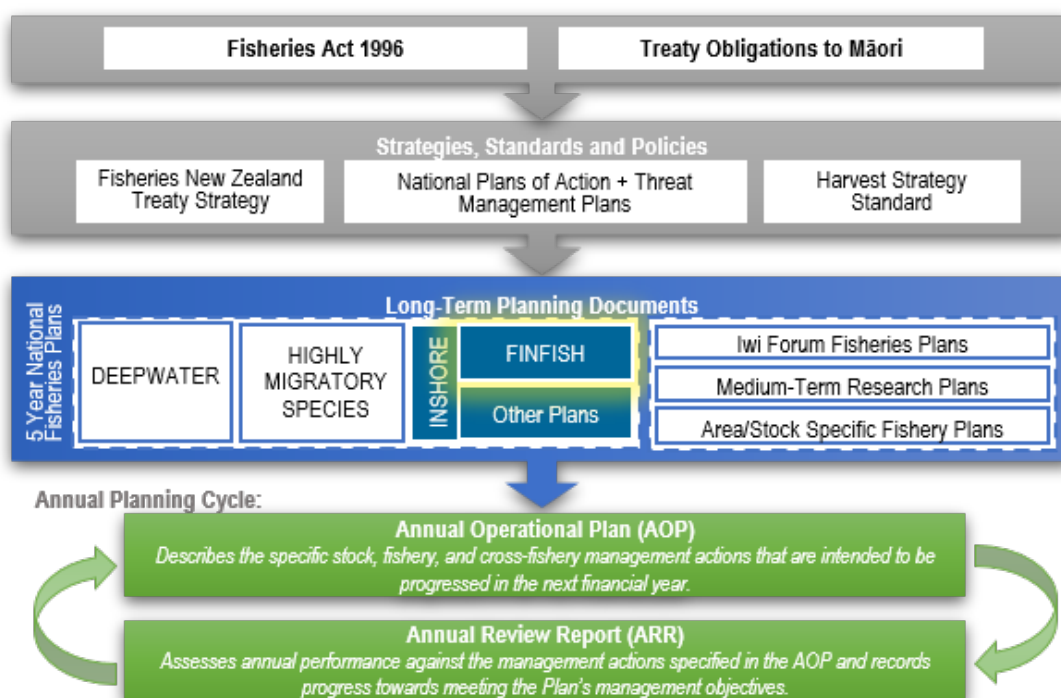 Fisheries Act 1996
Treaty Obligations to Māori
Strategies, Standards and Policies
Fisheries New Zealand
Treaty Strategy
National Plans of Action + Threat
Management Plans
Harvest Strategy
Standard
5 Year National
Fisheries Plans
Long-Term Planning Documents
DEEPWATER
HIGHLY
MIGRATORY
SPECIES
INSHORE
FINFISH
Other Plans
Iwi Forum Fisheries Plans
Medium-Term Research Plans
Area/Stock Specific Fishery Plans
Annual Planning Cycle:
Annual Operational Plan (AOP)
Describes the specific stock, fishery, and cross-fishery management actions that are intended to be
progressed in the next financial year.
Annual Review Report (ARR)
Assesses annual performance against the management actions specified in the AOP and records
progress towards meeting the Plan's management objectives.